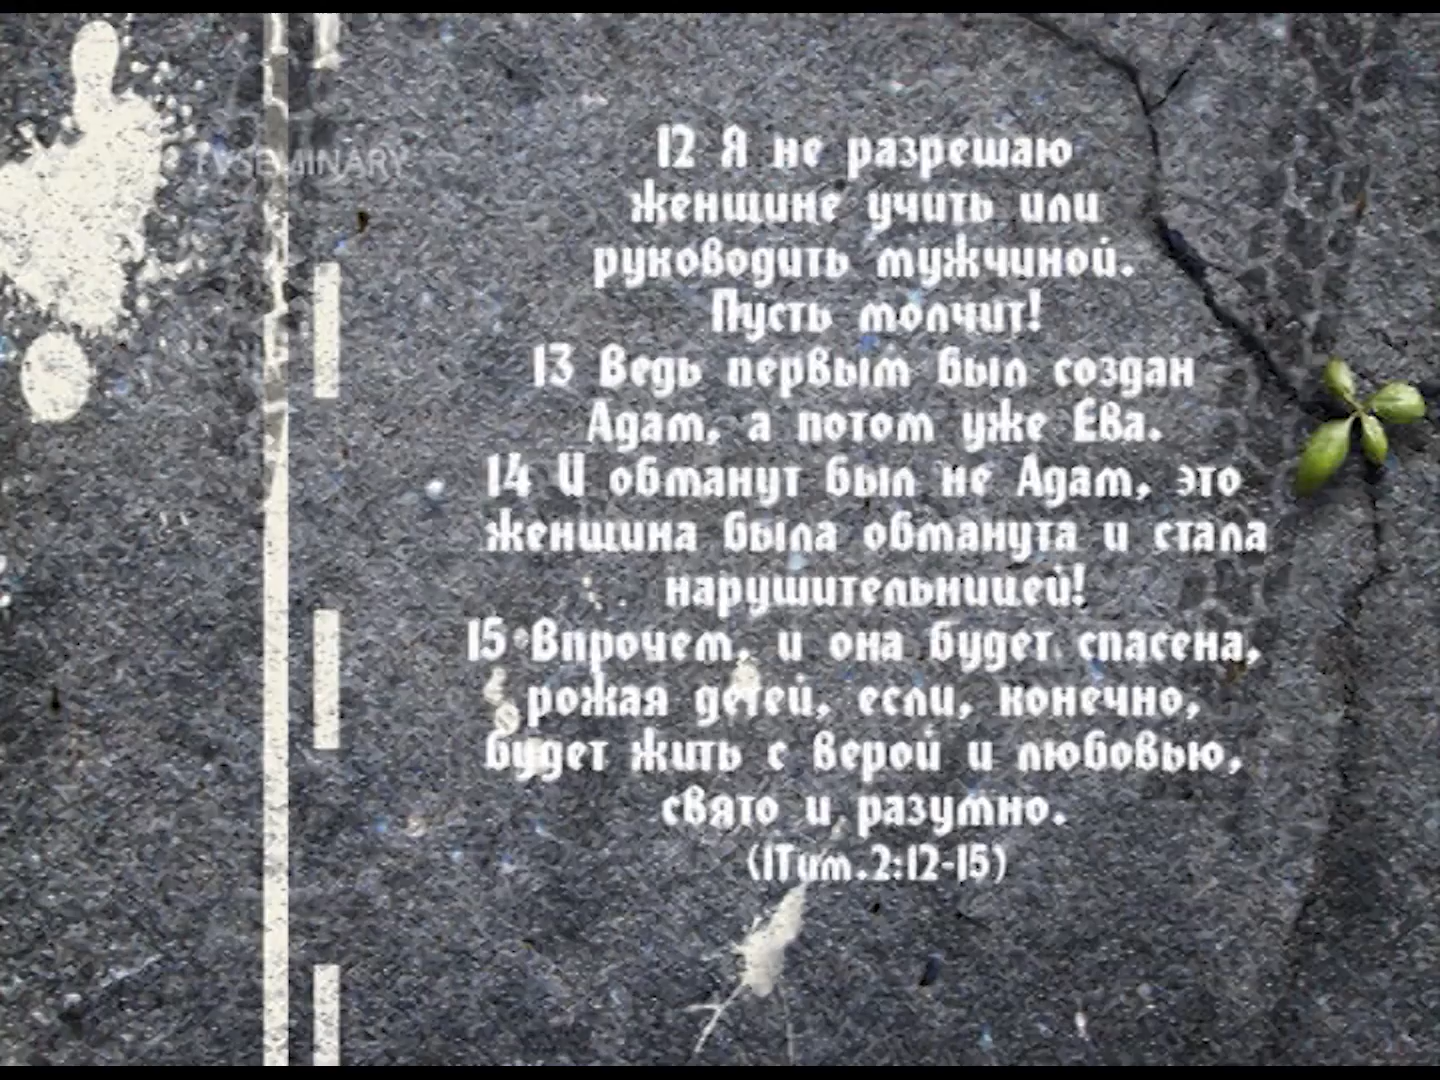 TVSEMINARY
12 Я не разрешаю
женщине учить или
руководить мужчиной.
Пусть молчит!
13 Ведь первым был создан
Адам, а потом уже Ева.
14 И обманут был не Адам, это
женщина была обманута и стала
нарушительницей!
15 Впрочем, и она будет спасена,
рожая детей, если, конечно,
будет жить с верой и любовью,
свято и разумно.
(1Тим.2:12-15)